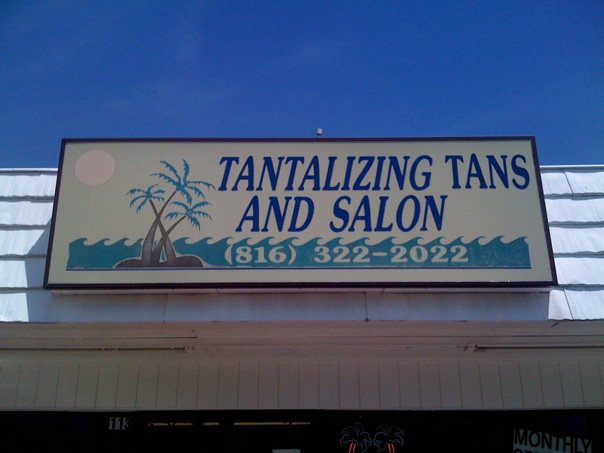 TANTALIZING TANS
AND SALON
(816) 322-2022
113
MONTHLY